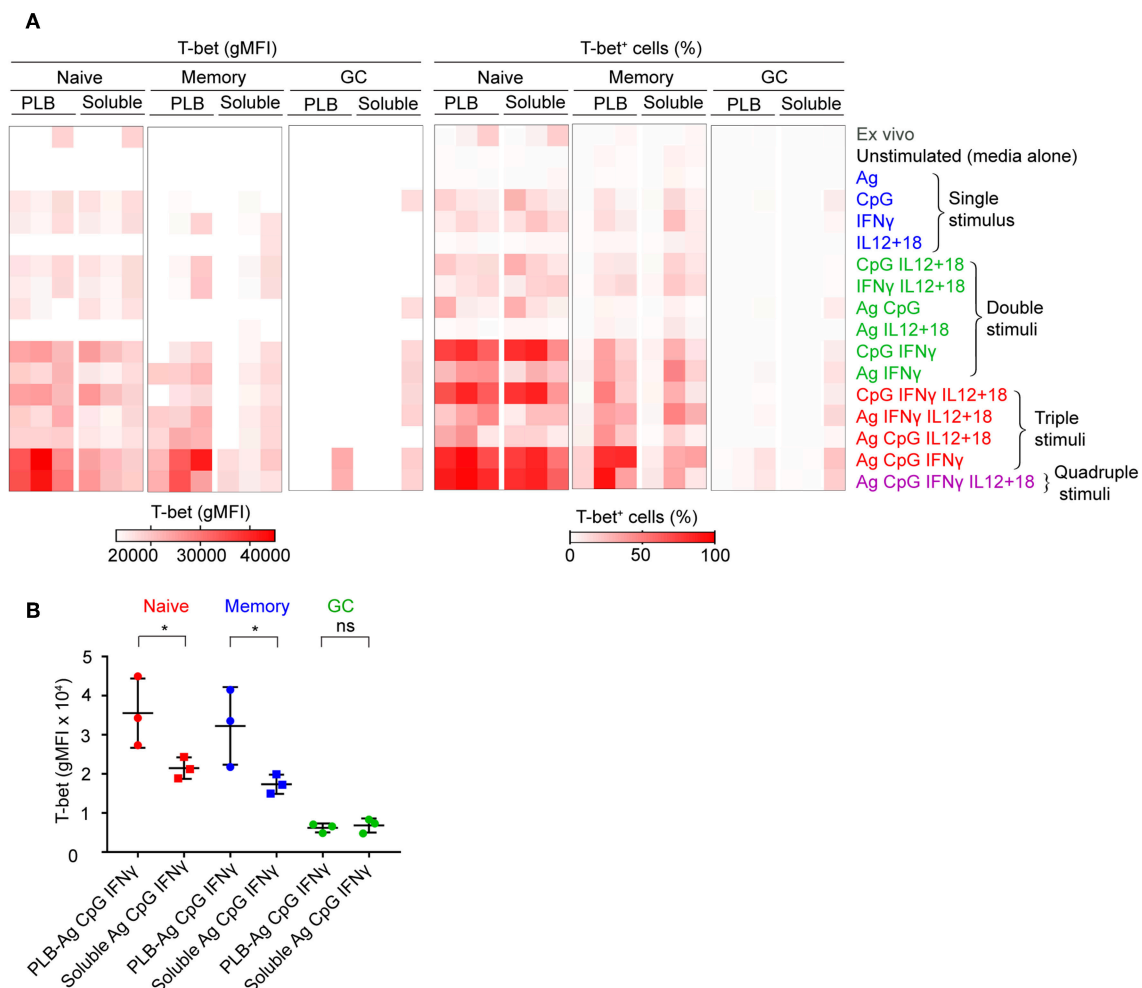 A
T-bet (gMFI)
T-bet⁺ cells (%)
Naive
Memory
GC
Naive
Memory
GC
PLB
Soluble
PLB
Soluble
PLB
Soluble
PLB
Soluble
PLB
Soluble
PLB
Soluble
Ex vivo
Unstimulated (media alone)
Ag
CpG
IFNγ
IL12+18
Single
stimulus
CpG IL12+18
IFNγ IL12+18
Ag CpG
Ag IL12+18
CpG IFNγ
Ag IFNγ
Double
stimuli
CpG IFNγ IL12+18
Ag IFNγ IL12+18
Ag CpG IL12+18
Ag CpG IFNγ
Triple
stimuli
Ag CpG IFNγ IL12+18
Quadruple
stimuli
T-bet (gMFI)
20000 30000 40000
T-bet⁺ cells (%)
0 50 100
B
Naive
Memory
GC
*
*
ns
T-bet (gMFI x 10⁴)
5
4
3
2
1
0
PLB-Ag CpG IFNγ
Soluble Ag CpG IFNγ
PLB-Ag CpG IFNγ
Soluble Ag CpG IFNγ
PLB-Ag CpG IFNγ
Soluble Ag CpG IFNγ